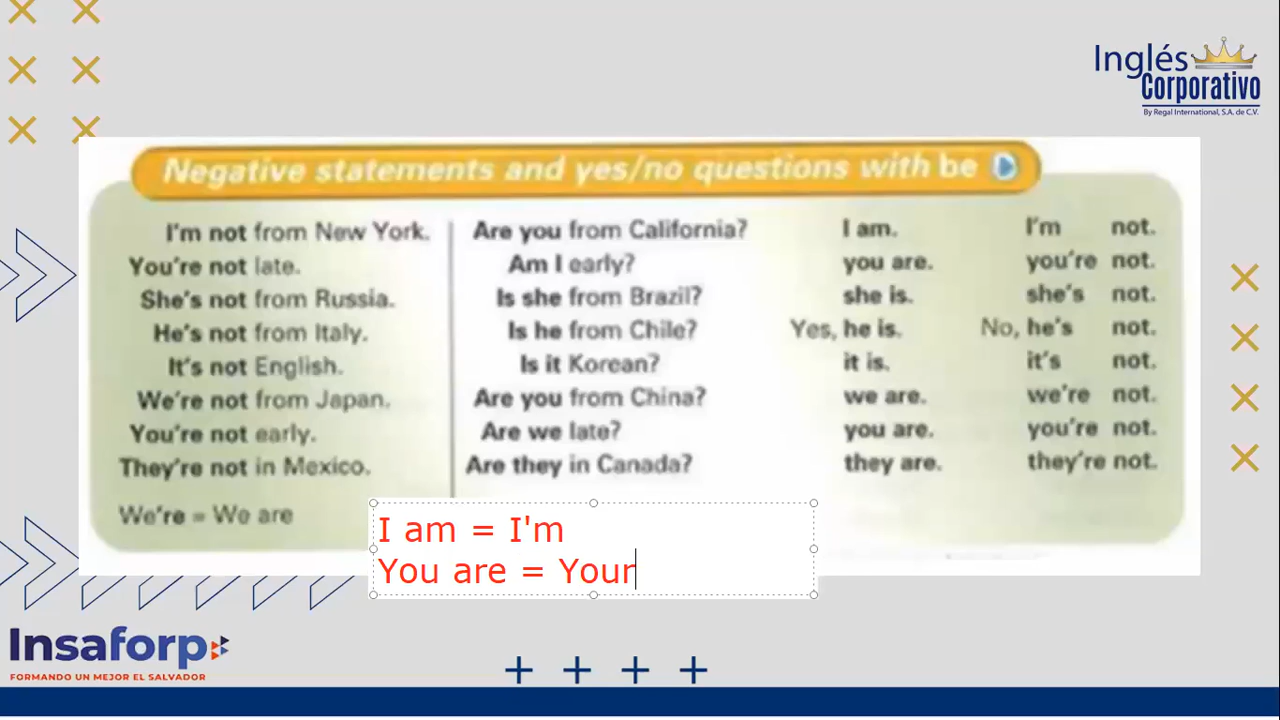 Inglés
Corporativo
By Regal International, S.A. de C.V.
Negative statements and yes/no questions with be
I'm not from New York.
You're not late.
She's not from Russia.
He's not from Italy.
It's not English.
We're not from Japan.
You're not early.
They're not in Mexico.
We're = We are
Are you from California?
Am I early?
Is she from Brazil?
Is he from Chile?
Is it Korean?
Are you from China?
Are we late?
Are they in Canada?
I am.
you are.
she is.
Yes, he is.
it is.
we are.
you are.
they are.
I'm not.
you're not.
she's not.
No, he's not.
it's not.
we're not.
you're not.
they're not.
I am = I'm
You are = Your
Insaforp
FORMANDO UN MEJOR EL SALVADOR